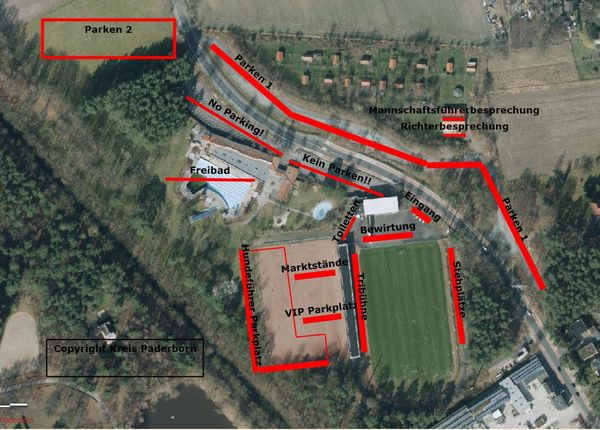 Parken 2
Parken 1
No Parking!
Mannschaftsführerbesprechung
Richterbesprechung
Kein Parken!!
Freibad
Toiletten
Eingang
Parken 1
Bewirtung
Hundeführer Parkplatz
Marktstände
Tribühne
Stehplätze
VIP Parkplatz
Copyright Kreis Paderborn